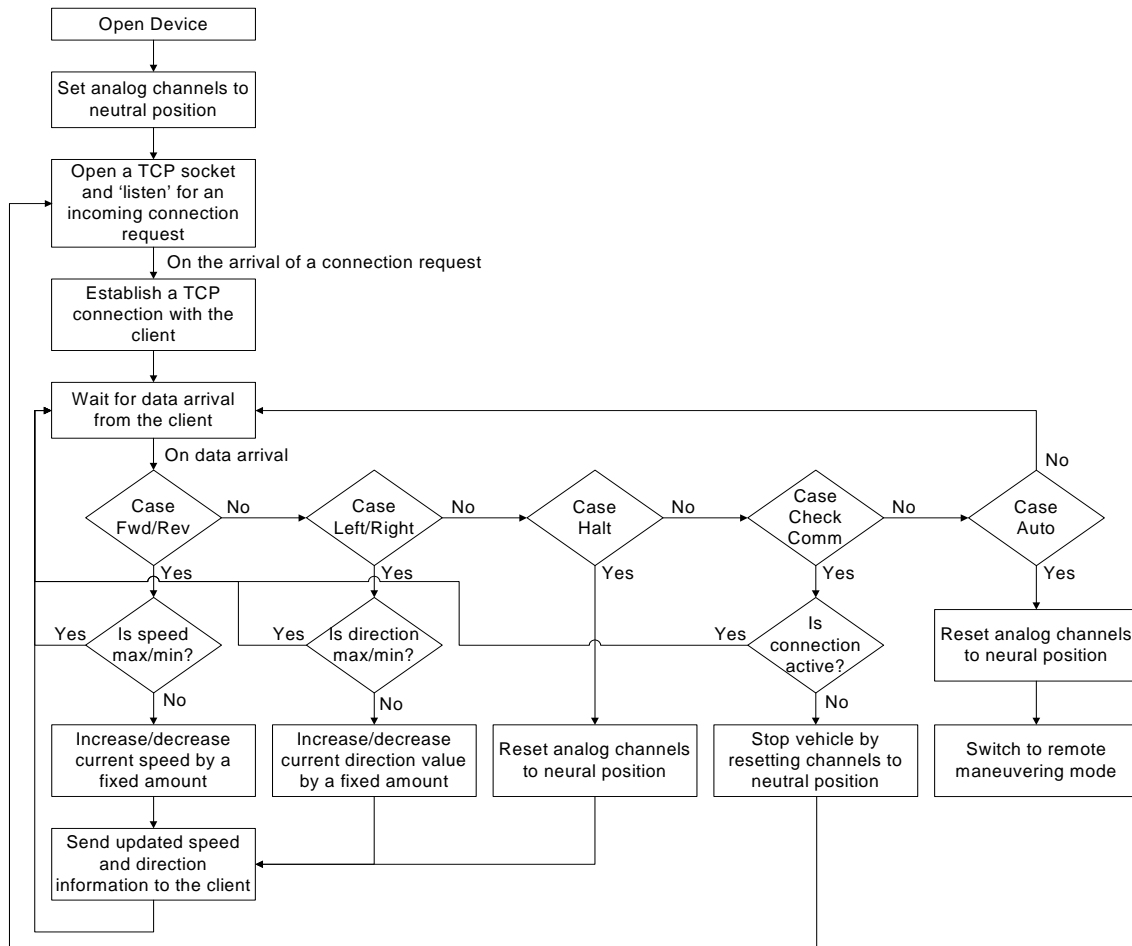 Open Device
Set analog channels to
neutral position
Open a TCP socket
and ‘listen’ for an
incoming connection
request
On the arrival of a connection request
Establish a TCP
connection with the
client
Wait for data arrival
from the client
On data arrival
No
Case
Fwd/Rev
No
Case
Left/Right
No
Case
Halt
No
Case
Check
Comm
No
Case
Auto
Yes
Yes
Yes
Yes
Yes
Yes
Is speed
max/min?
Yes
Is direction
max/min?
Yes
Is
connection
active?
Reset analog channels
to neural position
No
No
No
Increase/decrease
current speed by a
fixed amount
Increase/decrease
current direction value
by a fixed amount
Reset analog channels
to neural position
Stop vehicle by
resetting channels to
neutral position
Switch to remote
maneuvering mode
Send updated speed
and direction
information to the client